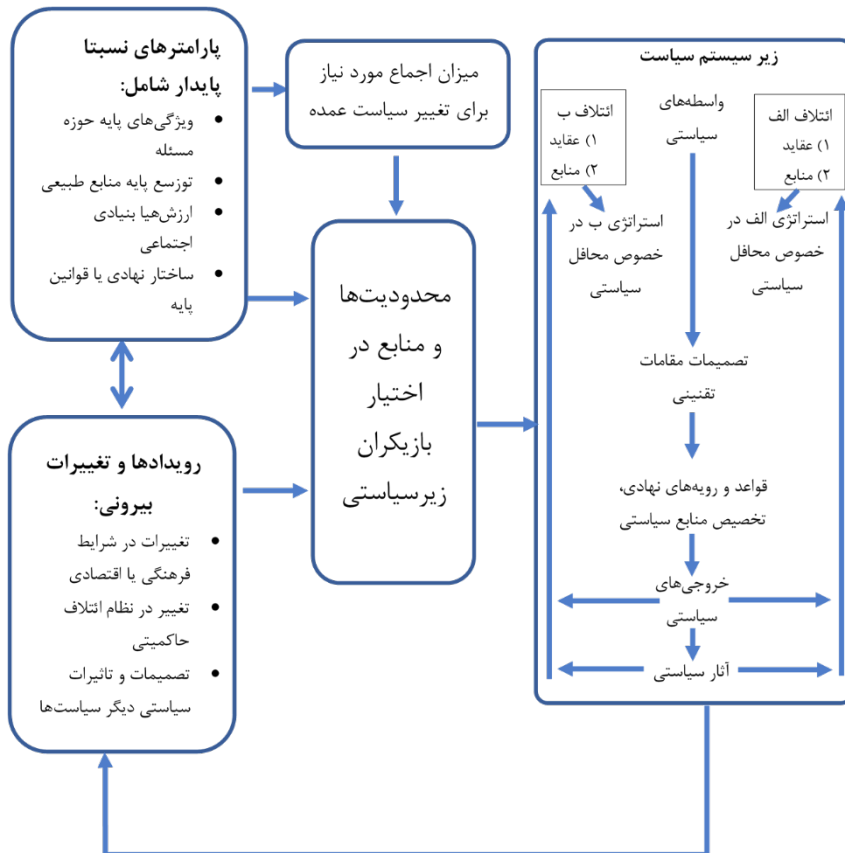 پارامترهای نسبتا
پایدار شامل:
ویژگی‌های پایه حوزه
مسئله
توزسع پایه منابع طبیعی
ارزش‌هیا بنیادی
اجتماعی
ساختار نهادی یا قوانین
پایه
میزان اجماع مورد نیاز
برای تغییر سیاست عمده
محدودیت‌ها
و منابع در
اختیار
بازیکران
زیرسیاستی
رویدادها و تغییرات
بیرونی:
تغییرات در شرایط
فرهنگی یا اقتصادی
تغییر در نظام ائتلاف
حاکمیتی
تصمیمات و تاثیرات
سیاستی دیگر سیاست‌ها
زیر سیستم سیاست
ائتلاف الف
۱) عقاید
۲) منابع
واسطه‌های
سیاستی
ائتلاف ب
۱) عقاید
۲) منابع
استراتژی الف در
خصوص محافل
سیاستی
استراتژی ب در
خصوص محافل
سیاستی
تصمیمات مقامات
تقنینی
قواعد و رویه‌های نهادی،
تخصیص منابع سیاستی
خروجی‌های
سیاستی
آثار سیاستی